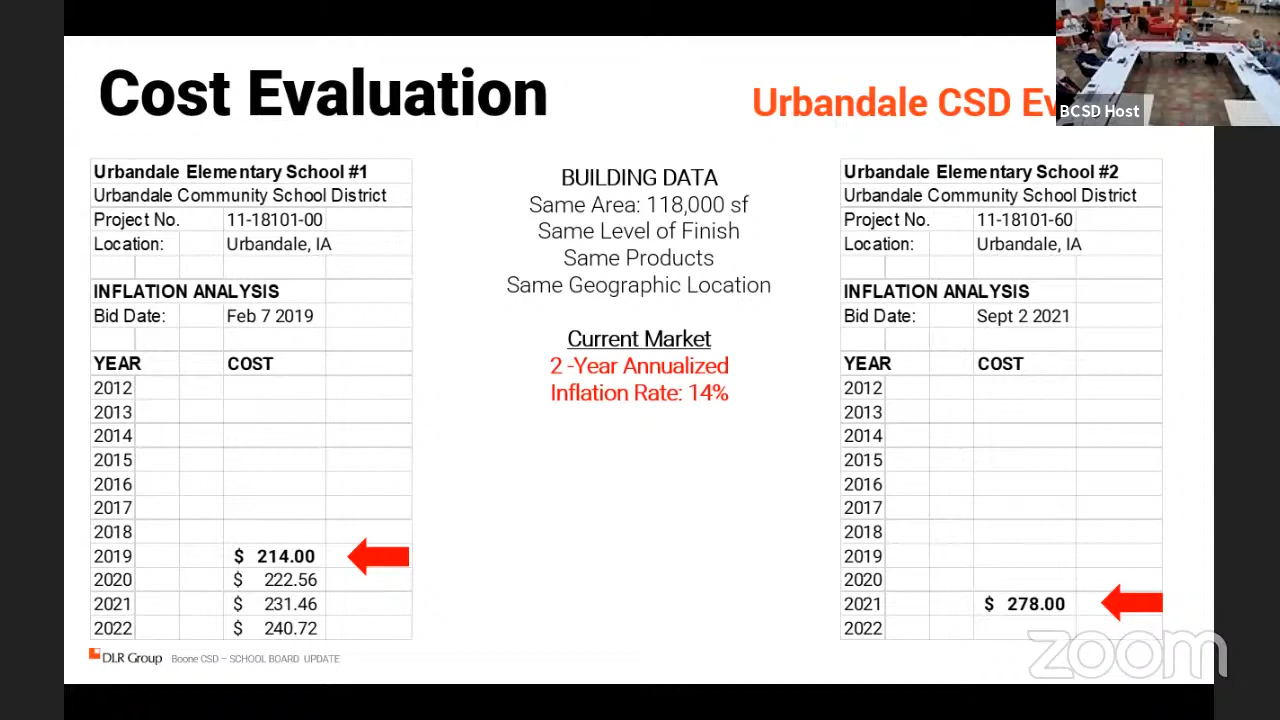 Cost Evaluation
Urbandale CSD
BCSD Host
Urbandale Elementary School #1
Urbandale Community School District
Project No. 11-18101-00
Location: Urbandale, IA
INFLATION ANALYSIS
Bid Date: Feb 7 2019
YEAR COST
2012
2013
2014
2015
2016
2017
2018
2019 $ 214.00
2020 $ 222.56
2021 $ 231.46
2022 $ 240.72
BUILDING DATA
Same Area: 118,000 sf
Same Level of Finish
Same Products
Same Geographic Location
Current Market
2 -Year Annualized
Inflation Rate: 14%
Urbandale Elementary School #2
Urbandale Community School District
Project No. 11-18101-60
Location: Urbandale, IA
INFLATION ANALYSIS
Bid Date: Sept 2 2021
YEAR COST
2012
2013
2014
2015
2016
2017
2018
2019
2020
2021 $ 278.00
2022
DLR Group Boone CSD – SCHOOL BOARD UPDATE
zoom